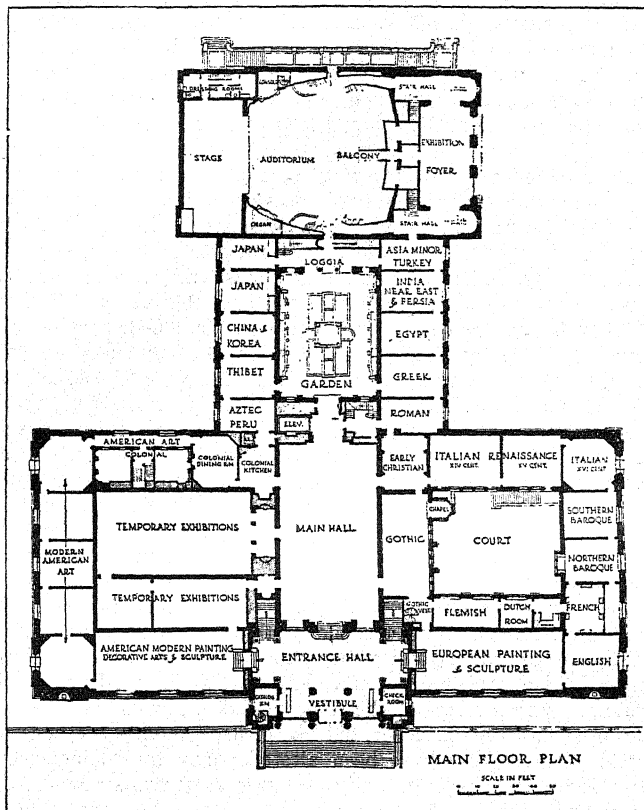 DRESSING ROOMS
STAIR HALL
STAGE
AUDITORIUM
BALCONY
EXHIBITION
FOYER
ORGAN
STAIR HALL
JAPAN
LOGGIA
ASIA MINOR
TURKEY
JAPAN
INDIA
NEAR EAST
& PERSIA
CHINA &
KOREA
EGYPT
THIBET
GARDEN
GREEK
AZTEC
PERU
ELEV.
ROMAN
AMERICAN ART
COLONIAL
COLONIAL
DINING RM
COLONIAL
KITCHEN
EARLY
CHRISTIAN
ITALIAN RENAISSANCE
XIV CENT.
XV CENT.
ITALIAN
XVI CENT.
TEMPORARY EXHIBITIONS
MAIN HALL
GOTHIC
CHAPEL
COURT
SOUTHERN
BAROQUE
MODERN
AMERICAN
ART
NORTHERN
BAROQUE
TEMPORARY EXHIBITIONS
GOTHIC
FLEMISH
DUTCH
ROOM
FRENCH
AMERICAN MODERN PAINTING
DECORATIVE ARTS & SCULPTURE
ENTRANCE HALL
EUROPEAN PAINTING
& SCULPTURE
ENGLISH
VESTIBULE
CHECK
ROOM
MAIN FLOOR PLAN
SCALE IN FEET